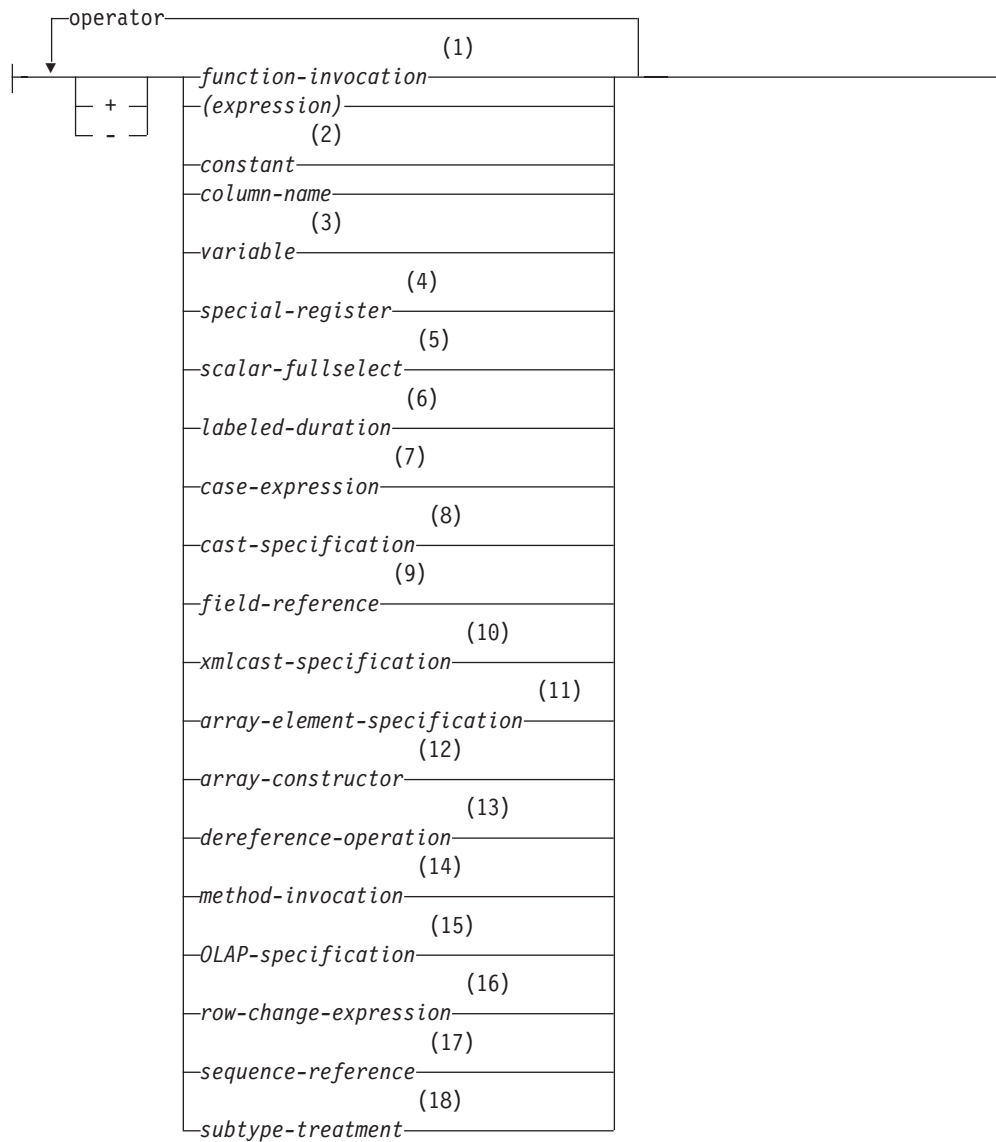 operator
(1)
function-invocation
+
(expression)
-
(2)
constant
column-name
(3)
variable
(4)
special-register
(5)
scalar-fullselect
(6)
labeled-duration
(7)
case-expression
(8)
cast-specification
(9)
field-reference
(10)
xmlcast-specification
(11)
array-element-specification
(12)
array-constructor
(13)
dereference-operation
(14)
method-invocation
(15)
OLAP-specification
(16)
row-change-expression
(17)
sequence-reference
(18)
subtype-treatment